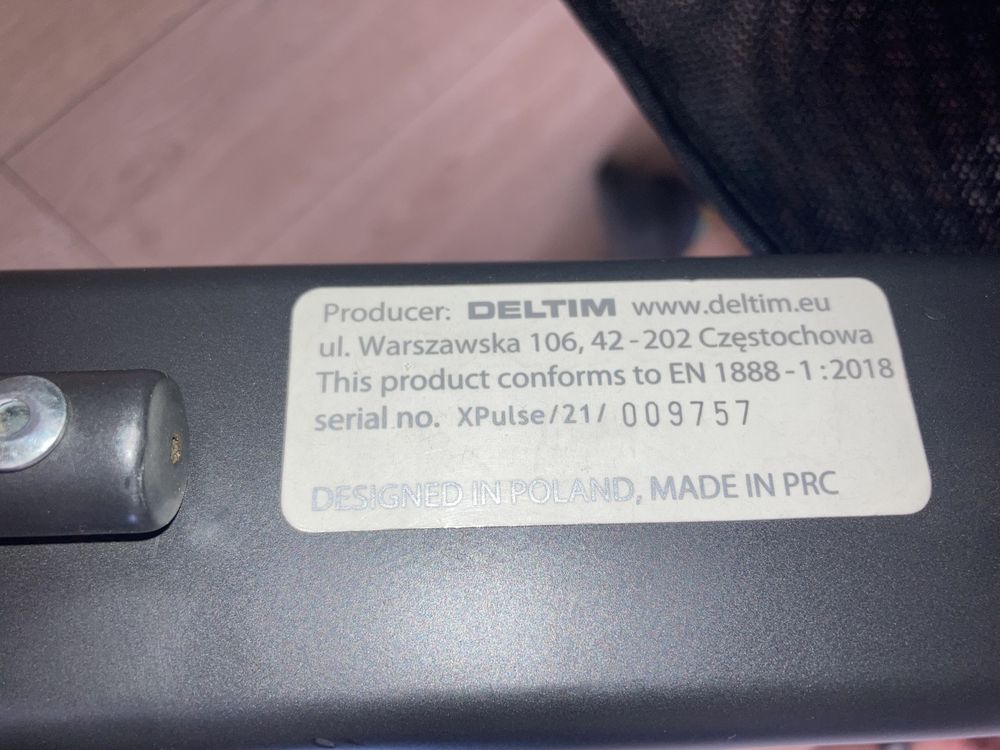 Producer: DELTIM www.deltim.eu
ul. Warszawska 106, 42-202 Częstochowa
This product conforms to EN 1888-1:2018
serial no. XPulse/21/ 009757
DESIGNED IN POLAND, MADE IN PRC